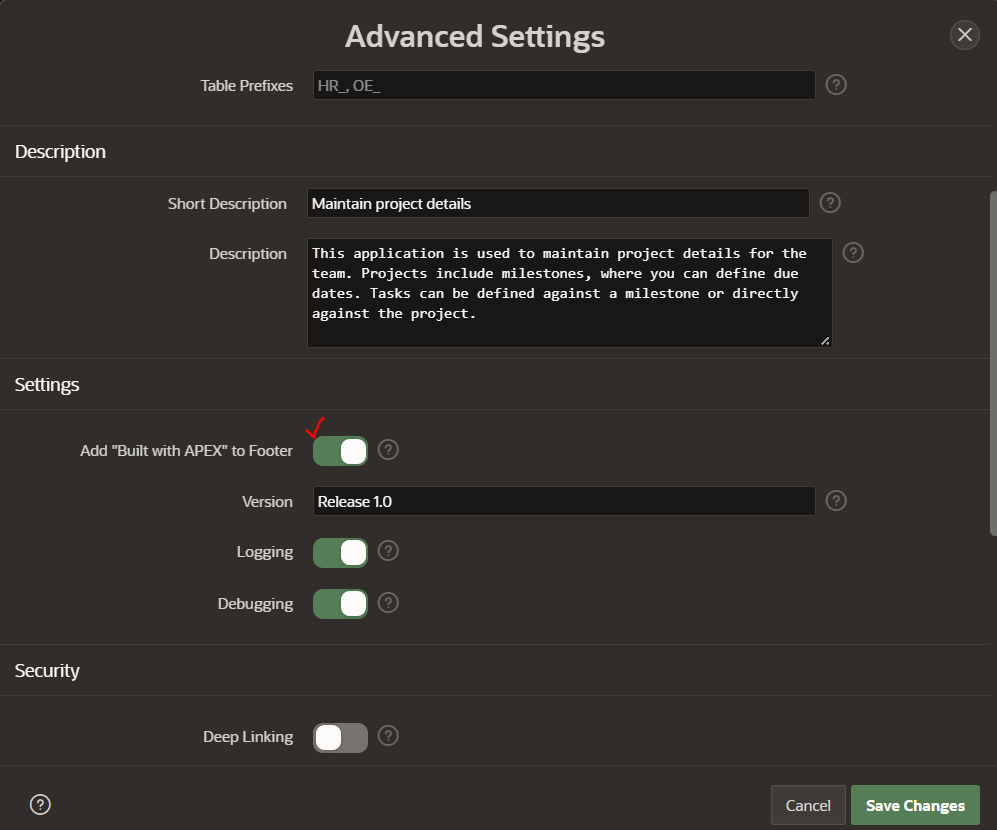 Advanced Settings
Table Prefixes
HR_, OE_
Description
Short Description
Maintain project details
Description
This application is used to maintain project details for the
team. Projects include milestones, where you can define due
dates. Tasks can be defined against a milestone or directly
against the project.
Settings
Add "Built with APEX" to Footer
Version
Release 1.0
Logging
Debugging
Security
Deep Linking
Cancel
Save Changes